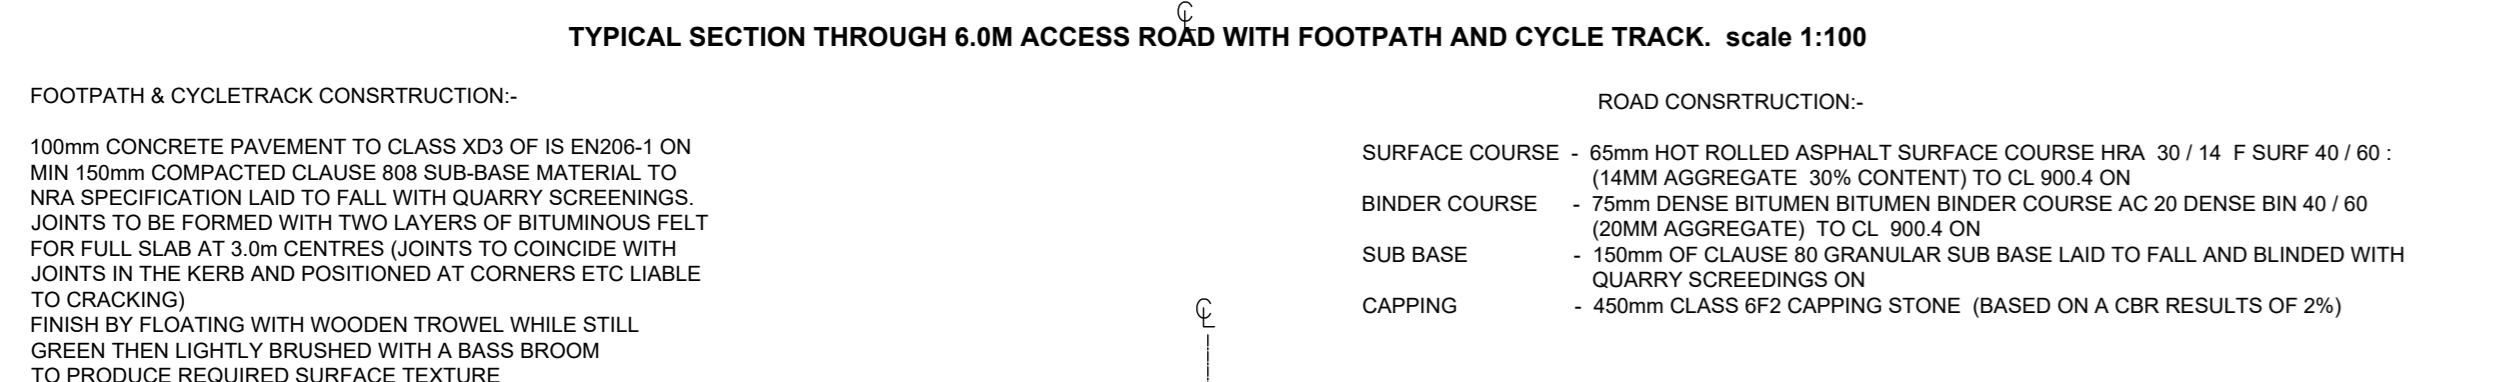 TYPICAL SECTION THROUGH 6.0M ACCESS ROAD WITH FOOTPATH AND CYCLE TRACK. scale 1:100
FOOTPATH & CYCLETRACK CONSRTRUCTION:-
100mm CONCRETE PAVEMENT TO CLASS XD3 OF IS EN206-1 ON
MIN 150mm COMPACTED CLAUSE 808 SUB-BASE MATERIAL TO
NRA SPECIFICATION LAID TO FALL WITH QUARRY SCREENINGS.
JOINTS TO BE FORMED WITH TWO LAYERS OF BITUMINOUS FELT
FOR FULL SLAB AT 3.0m CENTRES (JOINTS TO COINCIDE WITH
JOINTS IN THE KERB AND POSITIONED AT CORNERS ETC LIABLE
TO CRACKING)
FINISH BY FLOATING WITH WOODEN TROWEL WHILE STILL
GREEN THEN LIGHTLY BRUSHED WITH A BASS BROOM
TO PRODUCE REQUIRED SURFACE TEXTURE
ROAD CONSRTRUCTION:-
SURFACE COURSE - 65mm HOT ROLLED ASPHALT SURFACE COURSE HRA 30 / 14 F SURF 40 / 60 :
(14MM AGGREGATE 30% CONTENT) TO CL 900.4 ON
BINDER COURSE - 75mm DENSE BITUMEN BITUMEN BINDER COURSE AC 20 DENSE BIN 40 / 60
(20MM AGGREGATE) TO CL 900.4 ON
SUB BASE - 150mm OF CLAUSE 80 GRANULAR SUB BASE LAID TO FALL AND BLINDED WITH
QUARRY SCREEDINGS ON
CAPPING - 450mm CLASS 6F2 CAPPING STONE (BASED ON A CBR RESULTS OF 2%)
℄
℄